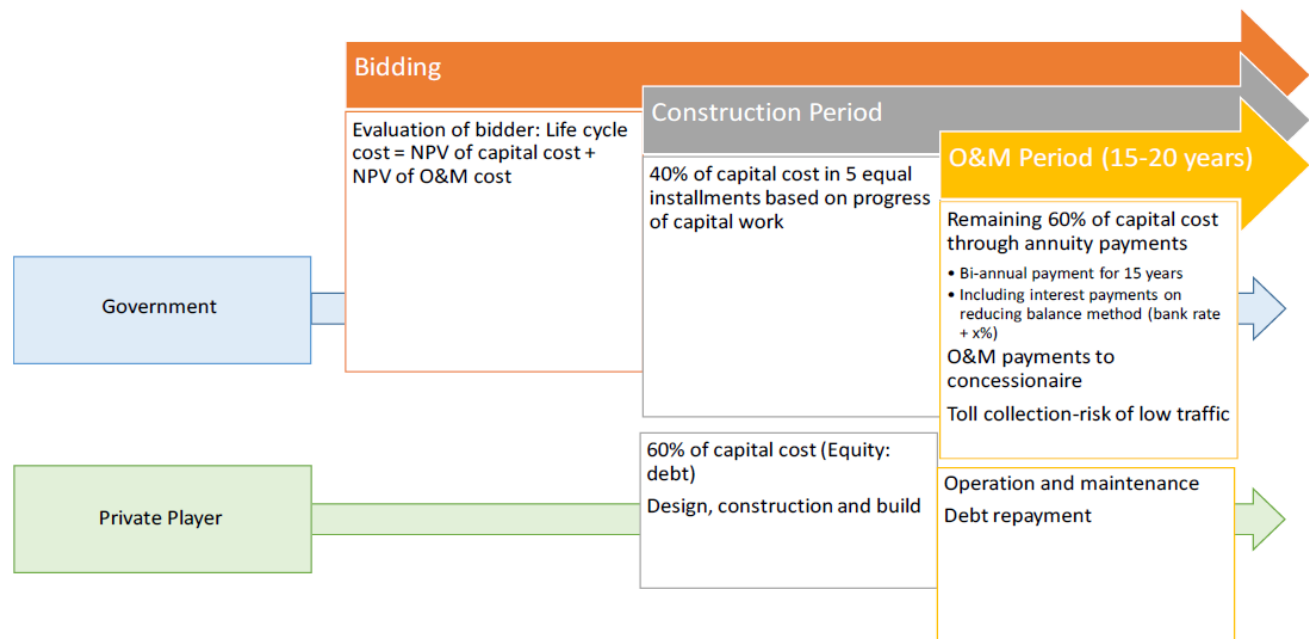 Bidding
Evaluation of bidder: Life cycle
cost = NPV of capital cost +
NPV of O&M cost
Construction Period
40% of capital cost in 5 equal
installments based on progress
of capital work
O&M Period (15-20 years)
Remaining 60% of capital cost
through annuity payments
• Bi-annual payment for 15 years
• Including interest payments on
reducing balance method (bank rate
+ x%)
O&M payments to
concessionaire
Toll collection-risk of low traffic
Government
Private Player
60% of capital cost (Equity:
debt)
Design, construction and build
Operation and maintenance
Debt repayment